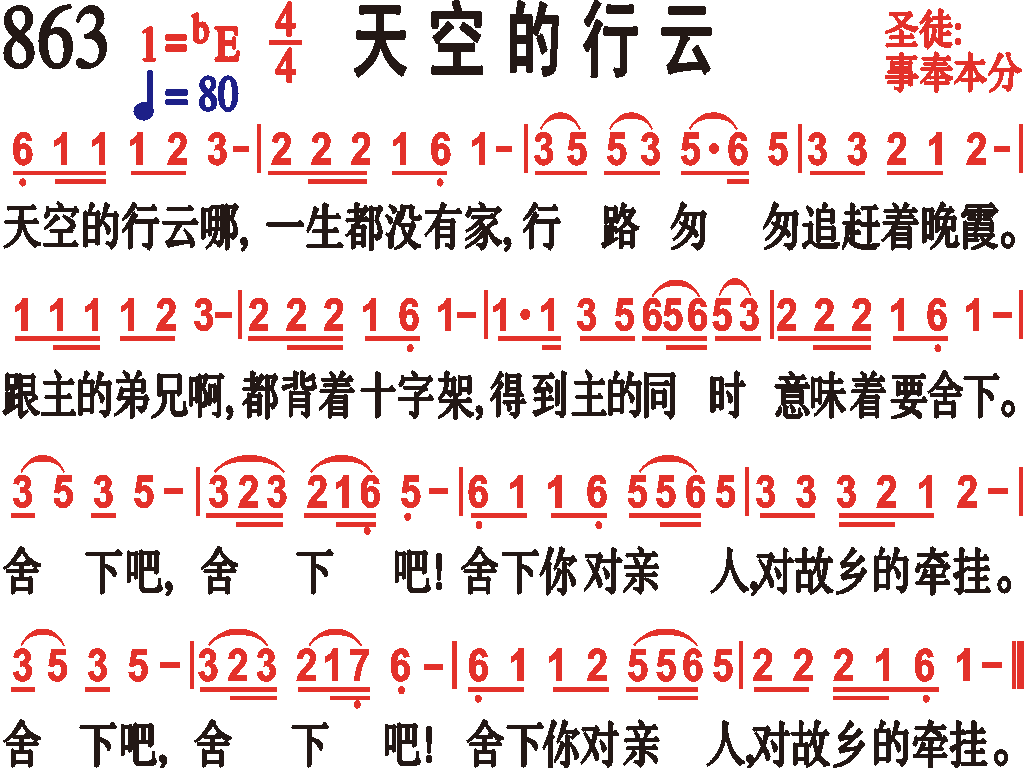 863 1=ᵇE 4/4 天空的行云 圣徒:
♩=80 事奉本分
6 1 1 1 2 3-|2 2 2 1 6 1-|3 5 5 3 5·6 5|3 3 2 1 2-|
天空的行云哪,一生都没有家,行 路 匆 匆追赶着晚霞。
1 1 1 1 2 3-|2 2 2 1 6 1-|1·1 3 5 6 5 6 5 3|2 2 2 1 6 1-|
跟主的弟兄啊,都背着十字架,得到主的同 时 意味着要舍下。
3 5 3 5-|3 2 3 2 1 6 5-|6 1 1 6 5 5 6 5|3 3 3 2 1 2-|
舍 下吧,舍 下 吧!舍下你对亲 人,对故乡的牵挂。
3 5 3 5-|3 2 3 2 1 7 6-|6 1 1 2 5 5 6 5|2 2 2 1 6 1-‖
舍 下吧,舍 下 吧!舍下你对亲 人,对故乡的牵挂。